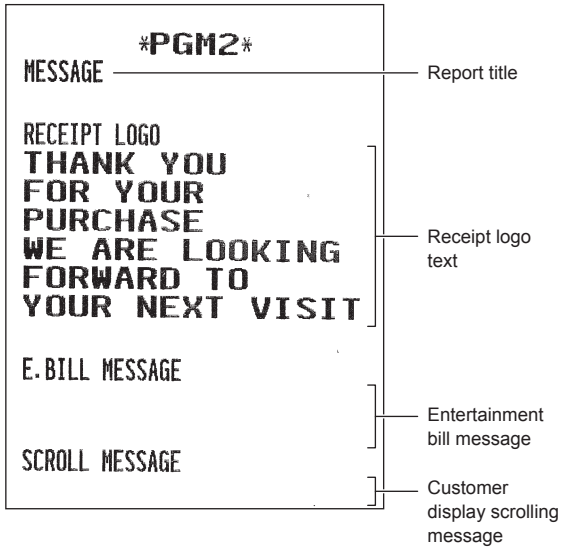 *PGM2*
MESSAGE
Report title
RECEIPT LOGO
THANK YOU
FOR YOUR
PURCHASE
WE ARE LOOKING
FORWARD TO
YOUR NEXT VISIT
Receipt logo
text
E.BILL MESSAGE
Entertainment
bill message
SCROLL MESSAGE
Customer
display scrolling
message